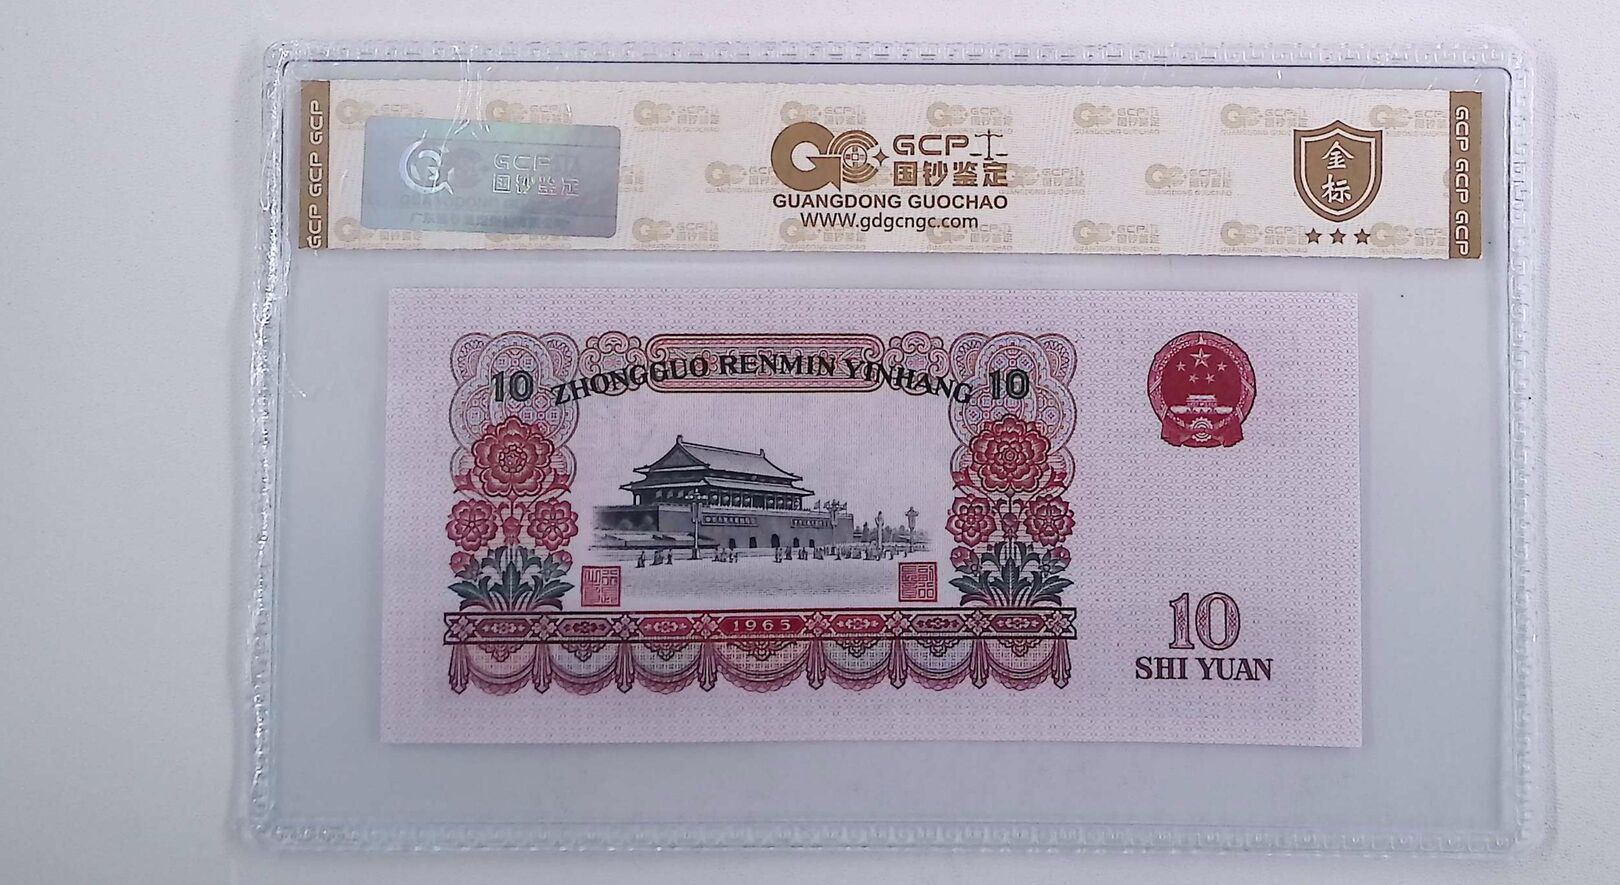 GCP GCP GCP
GCP
国钞鉴定
GCP
国钞鉴定
GUANGDONG GUOCHAO
WWW.gdgcngc.com
金
标
GCP GCP GCP
10 ZHONGGUO RENMIN YINHANG 10
1965
10
SHI YUAN